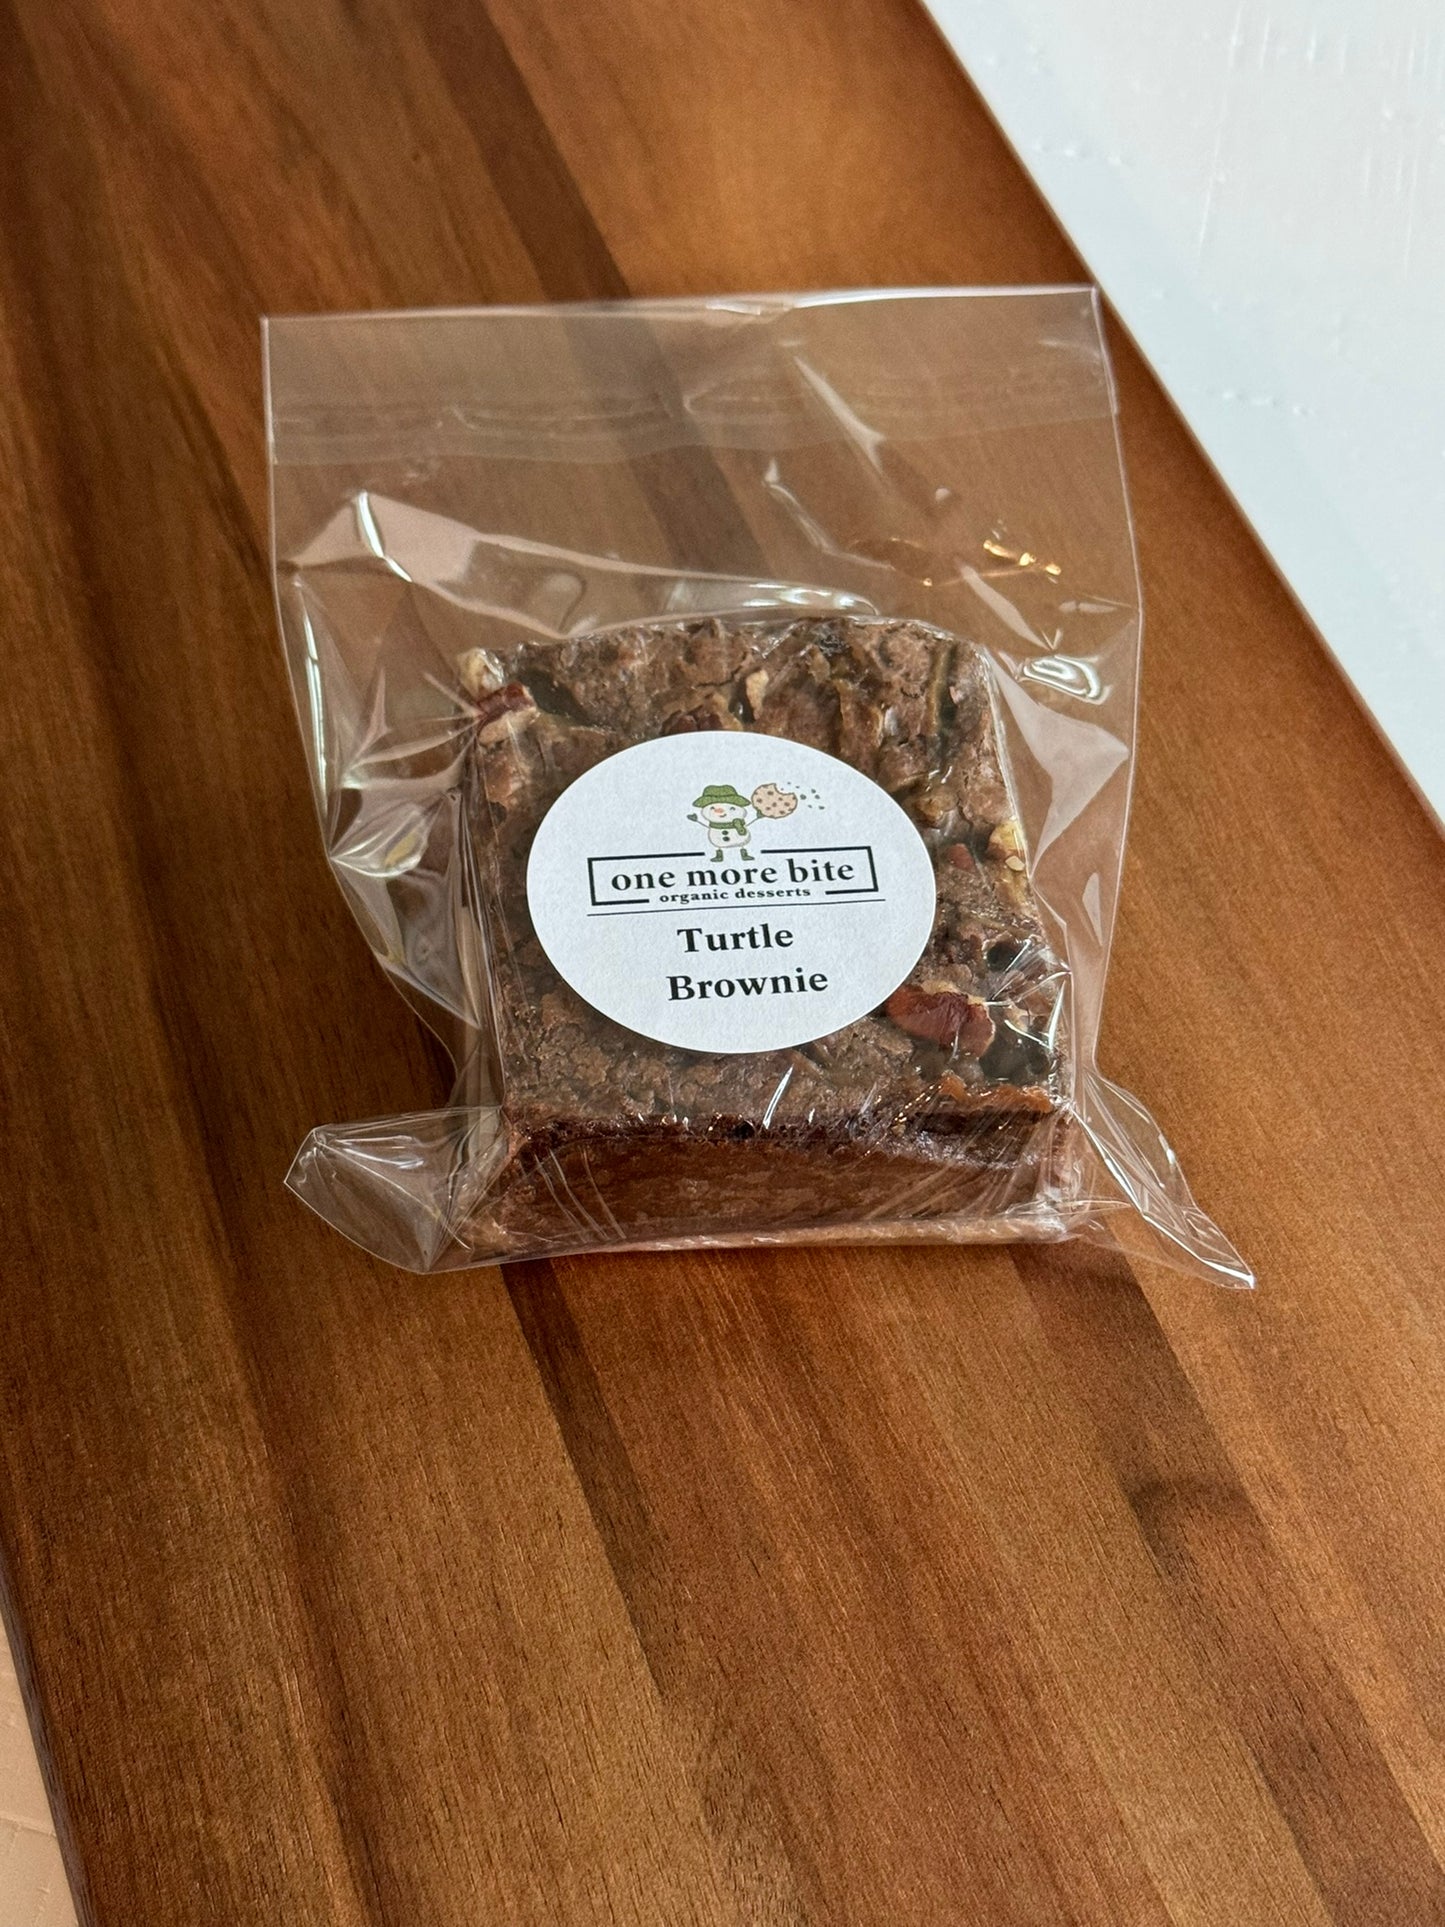 one more bite
organic desserts
Turtle
Brownie